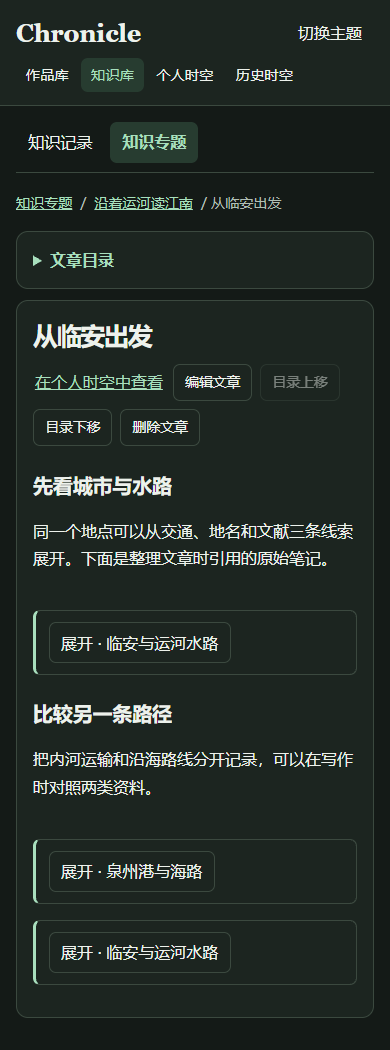 Chronicle
切换主题
作品库 知识库 个人时空 历史时空
知识记录 知识专题
知识专题 / 沿着运河读江南 / 从临安出发
▶ 文章目录
从临安出发
在个人时空中查看 编辑文章 目录上移
目录下移 删除文章
先看城市与水路
同一个地点可以从交通、地名和文献三条线索
展开。下面是整理文章时引用的原始笔记。
展开 · 临安与运河水路
比较另一条路径
把内河运输和沿海路线分开记录，可以在写作
时对照两类资料。
展开 · 泉州港与海路
展开 · 临安与运河水路